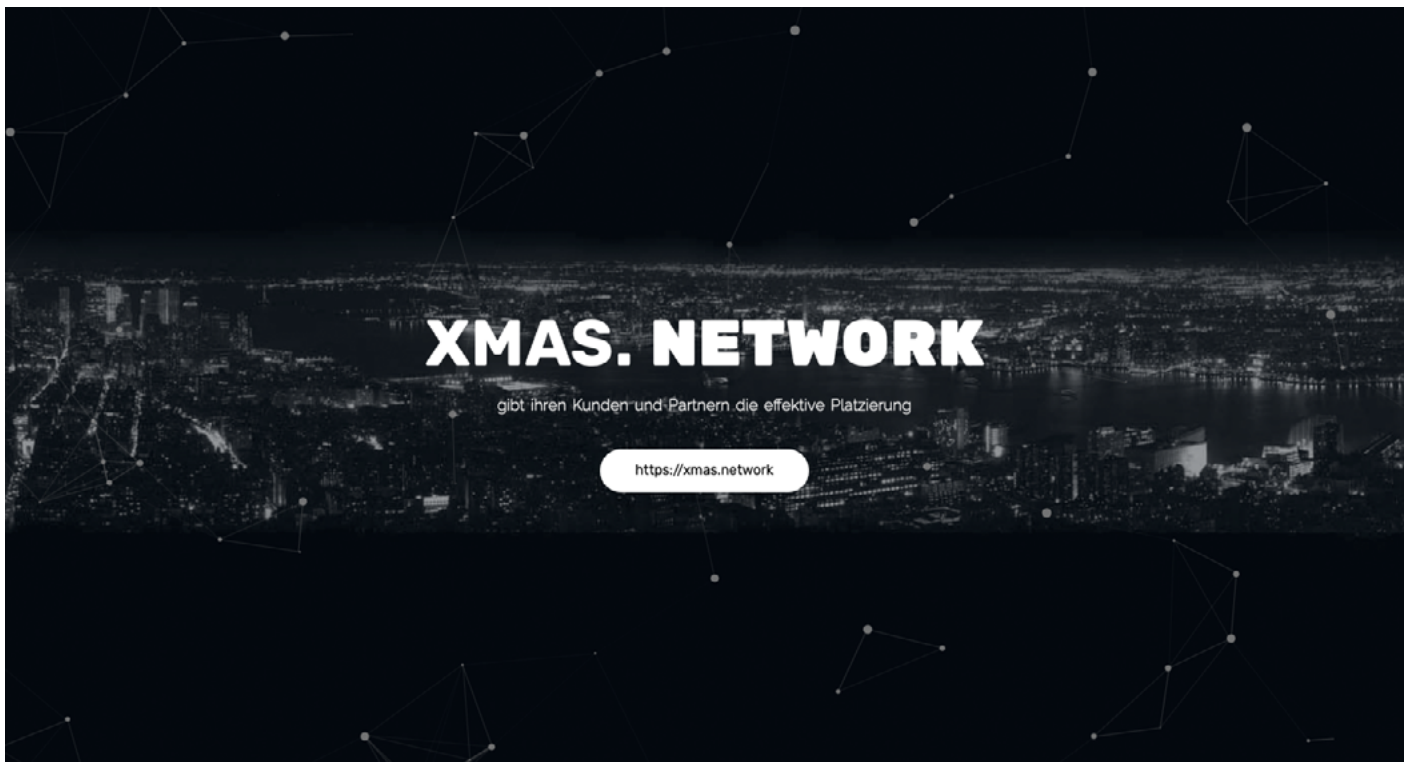 XMAS. NETWORK
gibt ihren Kunden und Partnern die effektive Platzierung
https://xmas.network